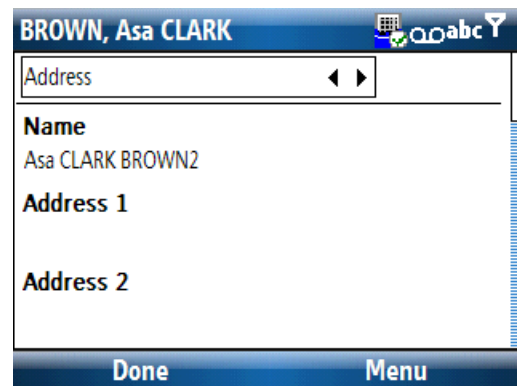 BROWN, Asa CLARK abc
Address
Name
Asa CLARK BROWN2
Address 1
Address 2
Done Menu